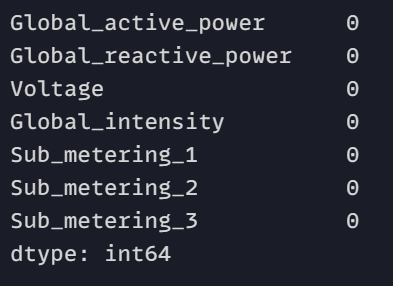 Global_active_power      0
Global_reactive_power    0
Voltage                  0
Global_intensity         0
Sub_metering_1           0
Sub_metering_2           0
Sub_metering_3           0
dtype: int64